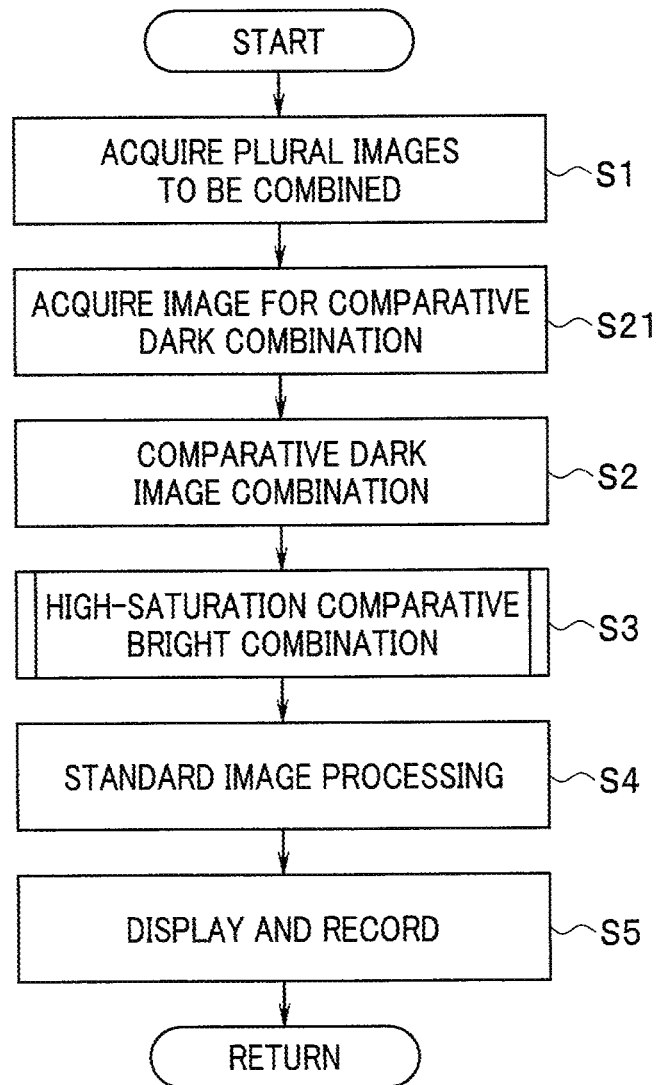 START
ACQUIRE PLURAL IMAGES
TO BE COMBINED
S1
ACQUIRE IMAGE FOR COMPARATIVE
DARK COMBINATION
S21
COMPARATIVE DARK
IMAGE COMBINATION
S2
HIGH-SATURATION COMPARATIVE
BRIGHT COMBINATION
S3
STANDARD IMAGE PROCESSING
S4
DISPLAY AND RECORD
S5
RETURN